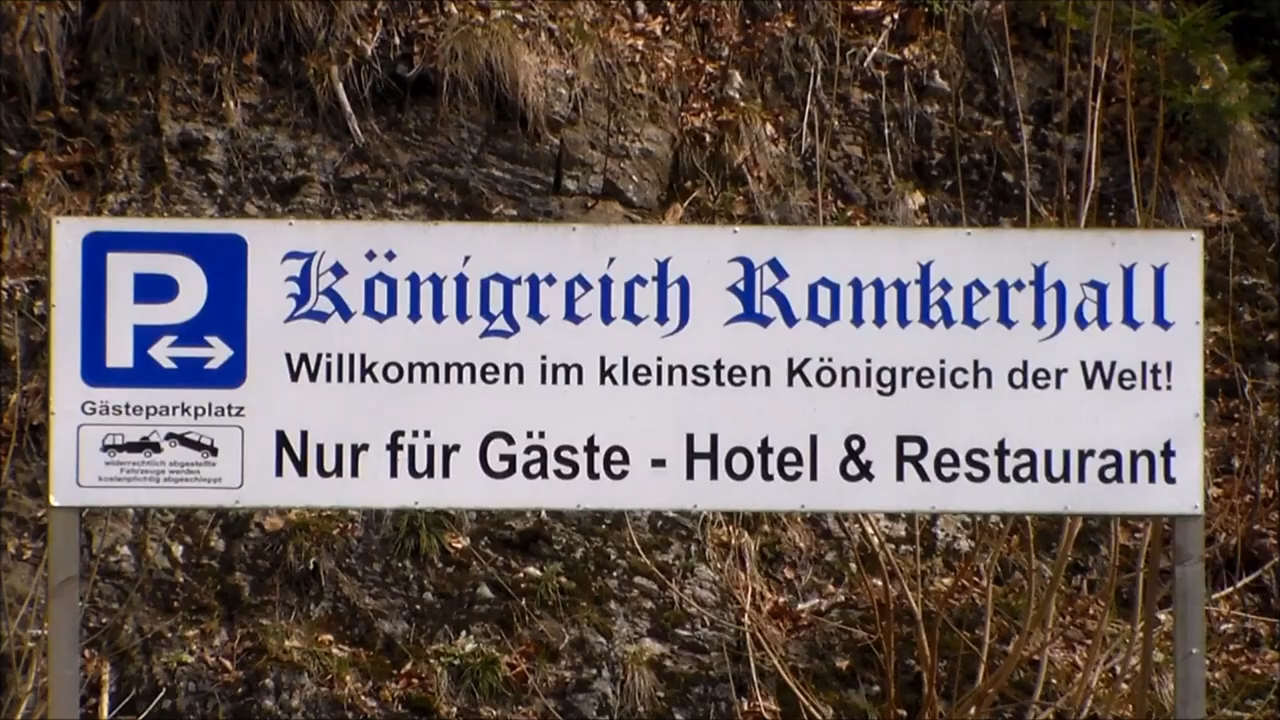 P
Königreich Romkerhall
Willkommen im kleinsten Königreich der Welt!
Gästeparkplatz
Nur für Gäste - Hotel & Restaurant
widerrechtlich abgestellte
Fahrzeuge werden
kostenpflichtig abgeschleppt